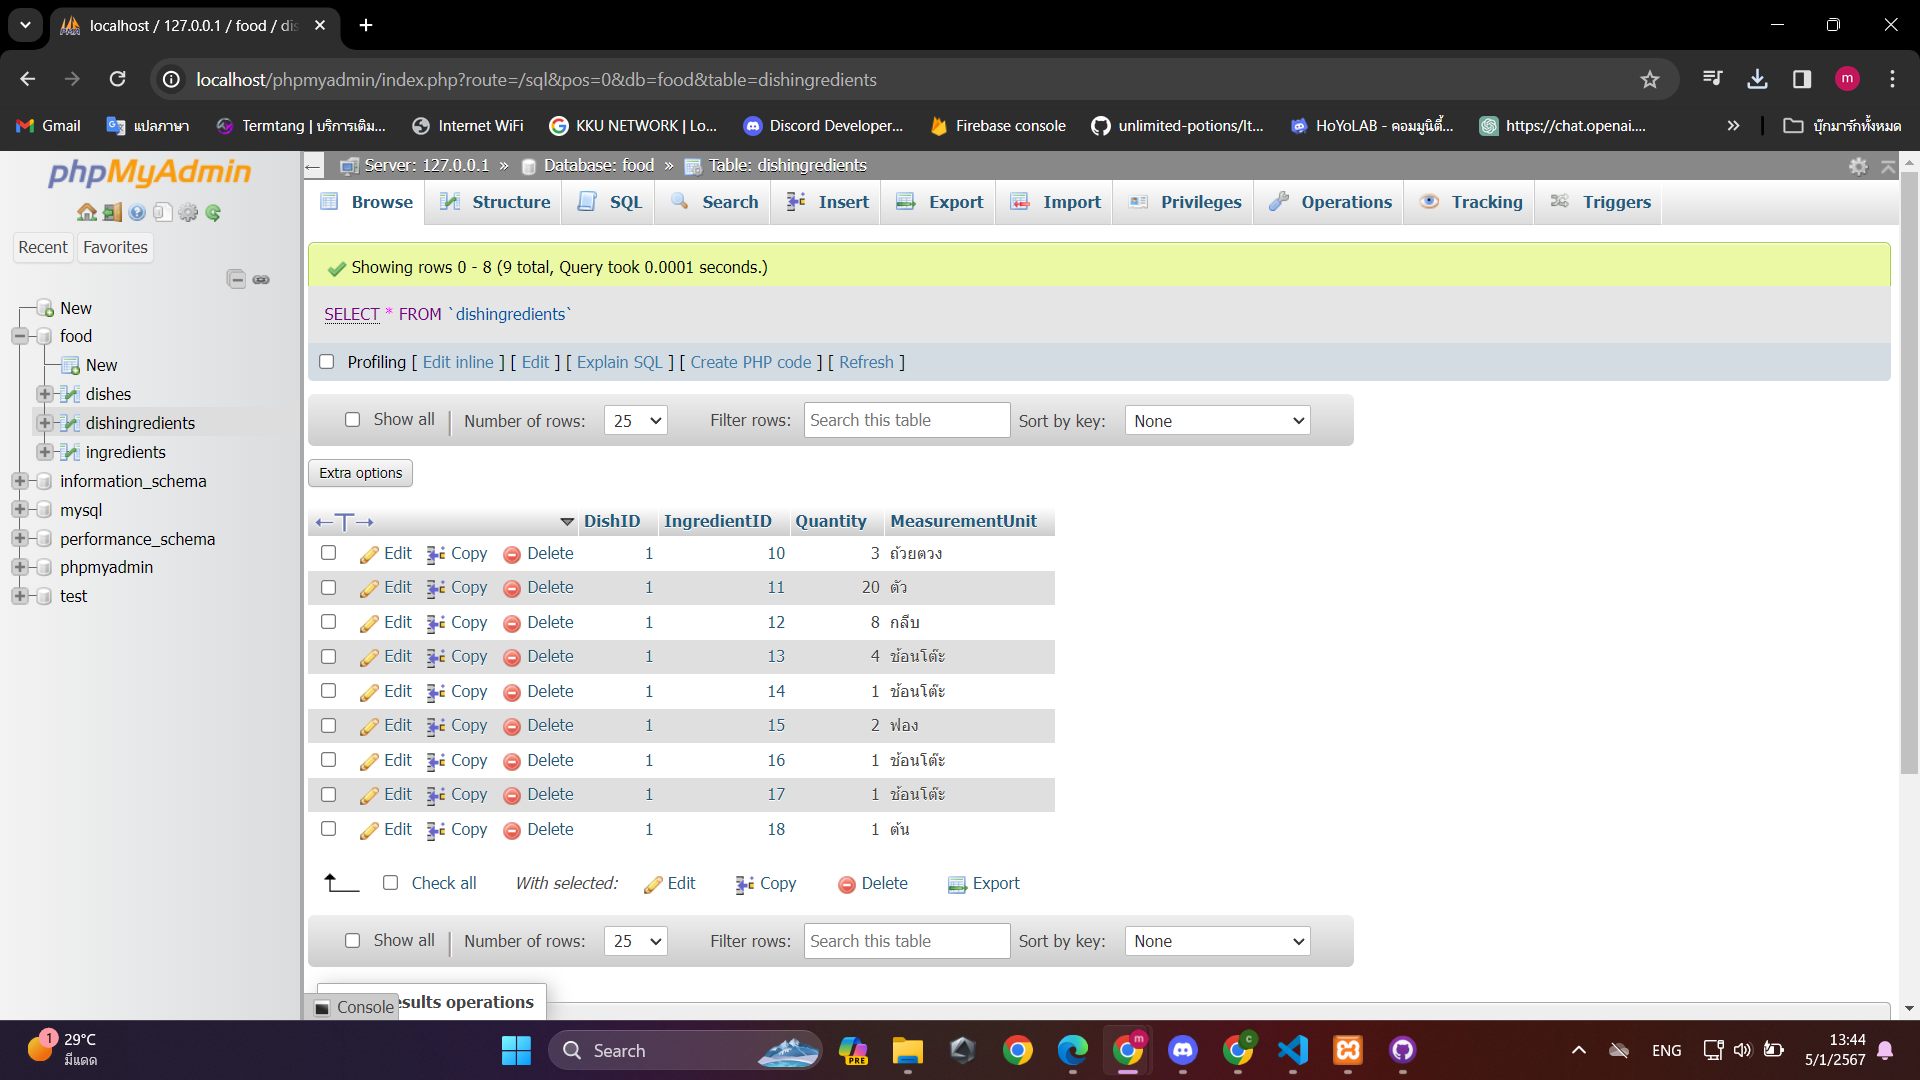 localhost / 127.0.0.1 / food / dis
localhost/phpmyadmin/index.php?route=/sql&pos=0&db=food&table=dishingredients
m
Gmail
แปลภาษา
Termtang | บริการเติม...
Internet WiFi
KKU NETWORK | Lo...
Discord Developer...
Firebase console
unlimited-potions/It...
HoYoLAB - คอมมูนิตี้...
https://chat.openai....
บุ๊กมาร์กทั้งหมด
phpMyAdmin
Recent Favorites
New
food
New
dishes
dishingredients
ingredients
information_schema
mysql
performance_schema
phpmyadmin
test
Server: 127.0.0.1 » Database: food » Table: dishingredients
Browse Structure SQL Search Insert Export Import Privileges Operations Tracking Triggers
Showing rows 0 - 8 (9 total, Query took 0.0001 seconds.)
SELECT * FROM `dishingredients`
Profiling [ Edit inline ] [ Edit ] [ Explain SQL ] [ Create PHP code ] [ Refresh ]
Show all | Number of rows: 25 Filter rows: Search this table Sort by key: None
Extra options
DishID IngredientID Quantity MeasurementUnit
Edit Copy Delete 1 10 3 ถ้วยตวง
Edit Copy Delete 1 11 20 ตัว
Edit Copy Delete 1 12 8 กลีบ
Edit Copy Delete 1 13 4 ช้อนโต๊ะ
Edit Copy Delete 1 14 1 ช้อนโต๊ะ
Edit Copy Delete 1 15 2 ฟอง
Edit Copy Delete 1 16 1 ช้อนโต๊ะ
Edit Copy Delete 1 17 1 ช้อนโต๊ะ
Edit Copy Delete 1 18 1 ต้น
Check all With selected: Edit Copy Delete Export
Show all | Number of rows: 25 Filter rows: Search this table Sort by key: None
Console
esults operations
1
29°C
มีแดด
Search
PRE
m
c
ENG
13:44
5/1/2567